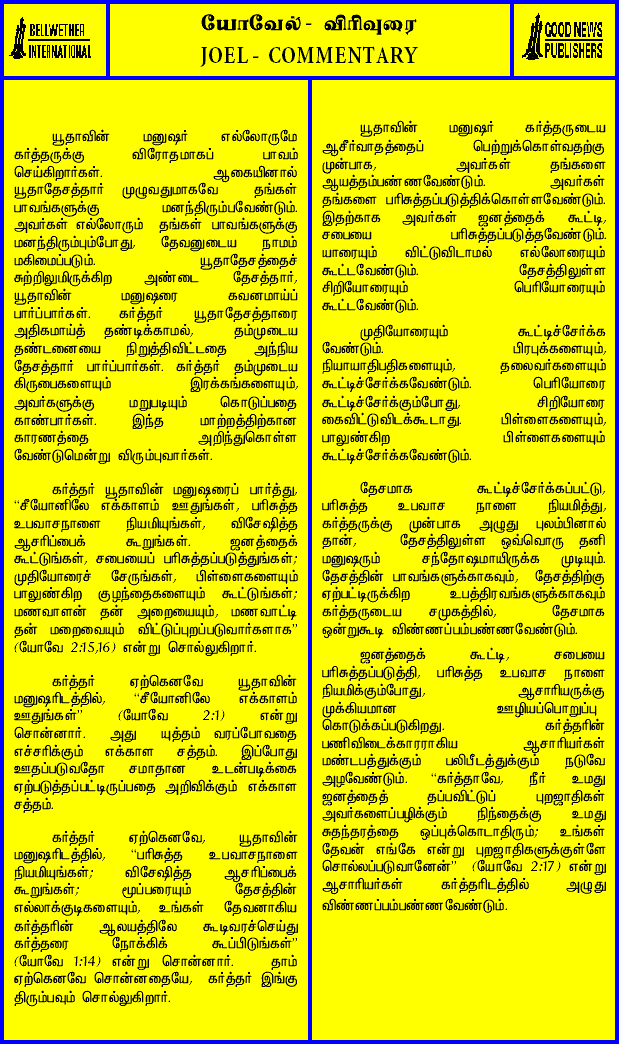 BELLWETHER
INTERNATIONAL
யோவேல் - விரிவுரை
JOEL - COMMENTARY
GOOD NEWS
PUBLISHERS
யூதாவின் மனுஷர் எல்லோருமே
கர்த்தருக்கு விரோதமாகப் பாவம்
செய்கிறார்கள். ஆகையினால்
யூதாதேசத்தார் முழுவதுமாகவே தங்கள்
பாவங்களுக்கு மனந்திரும்பவேண்டும்.
அவர்கள் எல்லோரும் தங்கள் பாவங்களுக்கு
மனந்திரும்பும்போது, தேவனுடைய நாமம்
மகிமைப்படும். யூதாதேசத்தைச்
சுற்றிலுமிருக்கிற அண்டை தேசத்தார்,
யூதாவின் மனுஷரை கவனமாய்ப்
பார்ப்பார்கள். கர்த்தர் யூதாதேசத்தாரை
அதிகமாய்த் தண்டிக்காமல், தம்முடைய
தண்டனையை நிறுத்திவிட்டதை அந்நிய
தேசத்தார் பார்ப்பார்கள். கர்த்தர் தம்முடைய
கிருபைகளையும் இரக்கங்களையும்,
அவர்களுக்கு மறுபடியும் கொடுப்பதை
காண்பார்கள். இந்த மாற்றத்திற்கான
காரணத்தை அறிந்துகொள்ள
வேண்டுமென்று விரும்புவார்கள்.
கர்த்தர் யூதாவின் மனுஷரைப் பார்த்து,
“சீயோனிலே எக்காளம் ஊதுங்கள், பரிசுத்த
உபவாசநாளை நியமியுங்கள், விசேஷித்த
ஆசரிப்பைக் கூறுங்கள். ஜனத்தைக்
கூட்டுங்கள், சபையைப் பரிசுத்தப்படுத்துங்கள்;
முதியோரைச் சேருங்கள், பிள்ளைகளையும்
பாலுண்கிற குழந்தைகளையும் கூட்டுங்கள்;
மணவாளன் தன் அறையையும், மணவாட்டி
தன் மறைவையும் விட்டுப்புறப்படுவார்களாக”
(யோவே 2:15,16) என்று சொல்லுகிறார்.
கர்த்தர் ஏற்கெனவே யூதாவின்
மனுஷரிடத்தில், “சீயோனிலே எக்காளம்
ஊதுங்கள்” (யோவே 2:1) என்று
சொன்னார். அது யுத்தம் வரப்போவதை
எச்சரிக்கும் எக்காள சத்தம். இப்போது
ஊதப்படுவதோ சமாதான உடன்படிக்கை
ஏற்படுத்தப்பட்டிருப்பதை அறிவிக்கும் எக்காள
சத்தம்.
கர்த்தர் ஏற்கெனவே, யூதாவின்
மனுஷரிடத்தில், “பரிசுத்த உபவாசநாளை
நியமியுங்கள்; விசேஷித்த ஆசரிப்பைக்
கூறுங்கள்; மூப்பரையும் தேசத்தின்
எல்லாக்குடிகளையும், உங்கள் தேவனாகிய
கர்த்தரின் ஆலயத்திலே கூடிவரச்செய்து
கர்த்தரை நோக்கிக் கூப்பிடுங்கள்”
(யோவே 1:14) என்று சொன்னார். தாம்
ஏற்கெனவே சொன்னதையே, கர்த்தர் இங்கு
திரும்பவும் சொல்லுகிறார்.
யூதாவின் மனுஷர் கர்த்தருடைய
ஆசீர்வாதத்தைப் பெற்றுக்கொள்வதற்கு
முன்பாக, அவர்கள் தங்களை
ஆயத்தம்பண்ணவேண்டும். அவர்கள்
தங்களை பரிசுத்தப்படுத்திக்கொள்ளவேண்டும்.
இதற்காக அவர்கள் ஜனத்தைக் கூட்டி,
சபையை பரிசுத்தப்படுத்தவேண்டும்.
யாரையும் விட்டுவிடாமல் எல்லோரையும்
கூட்டவேண்டும். தேசத்திலுள்ள
சிறியோரையும் பெரியோரையும்
கூட்டவேண்டும்.
முதியோரையும் கூட்டிச்சேர்க்க
வேண்டும். பிரபுக்களையும்,
நியாயாதிபதிகளையும், தலைவர்களையும்
கூட்டிச்சேர்க்கவேண்டும். பெரியோரை
கூட்டிச்சேர்க்கும்போது, சிறியோரை
கைவிட்டுவிடக்கூடாது. பிள்ளைகளையும்,
பாலுண்கிற பிள்ளைகளையும்
கூட்டிச்சேர்க்கவேண்டும்.
தேசமாக கூட்டிச்சேர்க்கப்பட்டு,
பரிசுத்த உபவாச நாளை நியமித்து,
கர்த்தருக்கு முன்பாக அழுது புலம்பினால்
தான், தேசத்திலுள்ள ஒவ்வொரு தனி
மனுஷரும் சந்தோஷமாயிருக்க முடியும்.
தேசத்தின் பாவங்களுக்காகவும், தேசத்திற்கு
ஏற்பட்டிருக்கிற உபத்திரவங்களுக்காகவும்
கர்த்தருடைய சமுகத்தில், தேசமாக
ஒன்றுகூடி விண்ணப்பம்பண்ணவேண்டும்.
ஜனத்தைக் கூட்டி, சபையை
பரிசுத்தப்படுத்தி, பரிசுத்த உபவாச நாளை
நியமிக்கும்போது, ஆசாரியருக்கு
முக்கியமான ஊழியப்பொறுப்பு
கொடுக்கப்படுகிறது. கர்த்தரின்
பணிவிடைக்காரராகிய ஆசாரியர்கள்
மண்டபத்துக்கும் பலிபீடத்துக்கும் நடுவே
அழவேண்டும். “கர்த்தாவே, நீர் உமது
ஜனத்தைத் தப்பவிட்டுப் புறஜாதிகள்
அவர்களைப்பழிக்கும் நிந்தைக்கு உமது
சுதந்தரத்தை ஒப்புக்கொடாதிரும்; உங்கள்
தேவன் எங்கே என்று புறஜாதிகளுக்குள்ளே
சொல்லப்படுவானேன்” (யோவே 2:17) என்று
ஆசாரியர்கள் கர்த்தரிடத்தில் அழுது
விண்ணப்பம்பண்ணவேண்டும்.